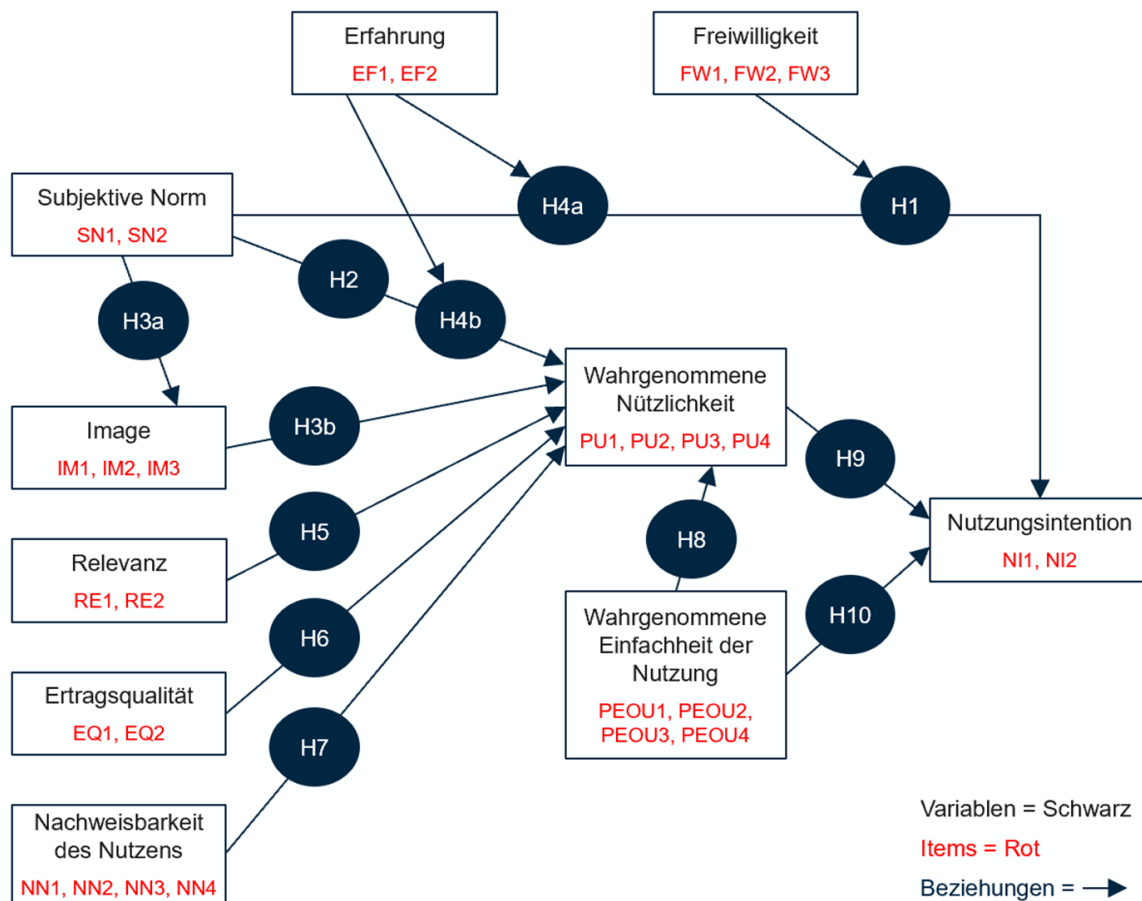 Erfahrung
EF1, EF2
Freiwilligkeit
FW1, FW2, FW3
Subjektive Norm
SN1, SN2
H4a
H1
H2
H3a
H4b
Wahrgenommene
Nützlichkeit
PU1, PU2, PU3, PU4
Image
IM1, IM2, IM3
H3b
H9
Nutzungsintention
NI1, NI2
H5
H8
Relevanz
RE1, RE2
Wahrgenommene
Einfachheit der
Nutzung
PEOU1, PEOU2,
PEOU3, PEOU4
H10
H6
Ertragsqualität
EQ1, EQ2
H7
Nachweisbarkeit
des Nutzens
NN1, NN2, NN3, NN4
Variablen = Schwarz
Items = Rot
Beziehungen =